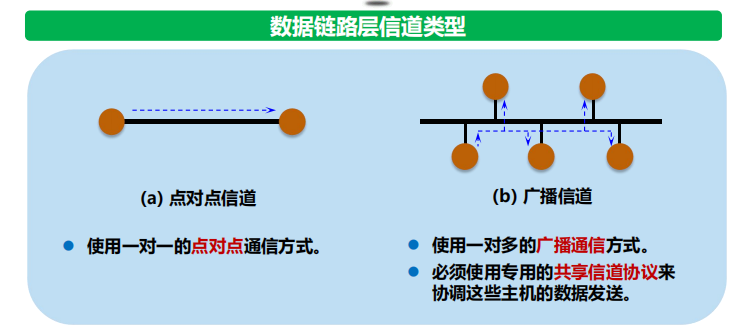 数据链路层信道类型
(a) 点对点信道
使用一对一的点对点通信方式。
(b) 广播信道
使用一对多的广播通信方式。
必须使用专用的共享信道协议来
协调这些主机的数据发送。